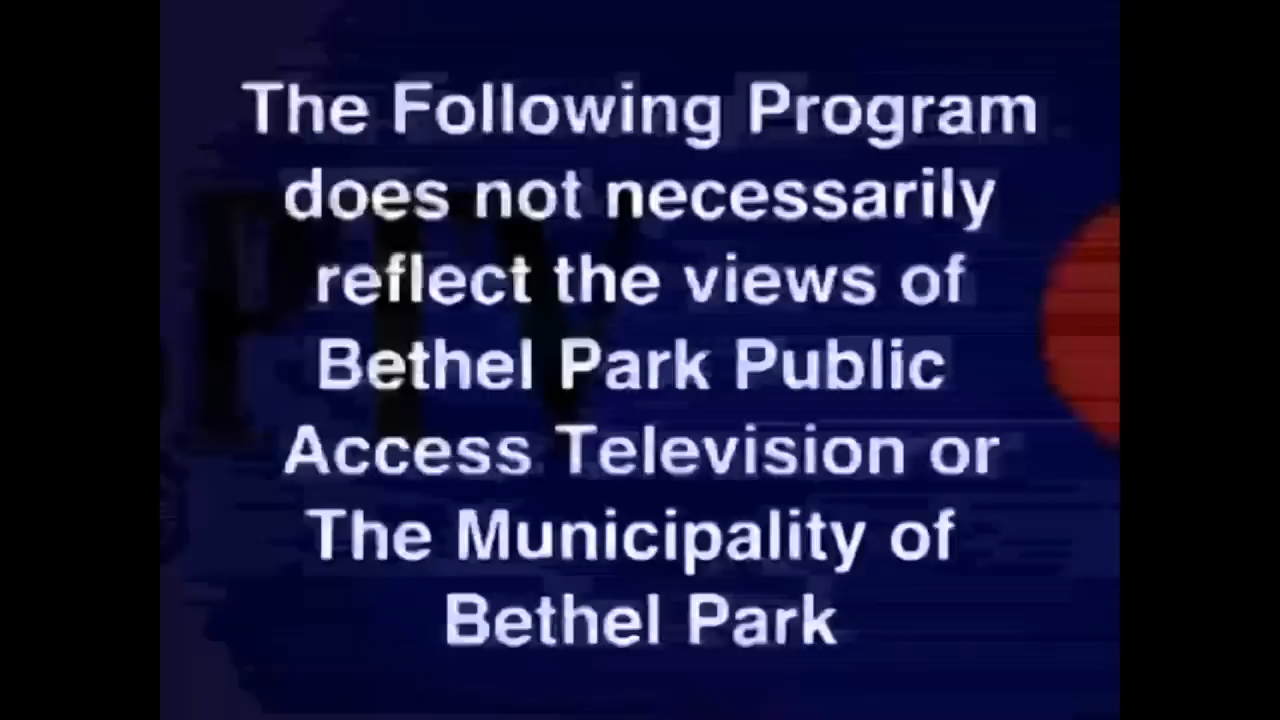 The Following Program
does not necessarily
reflect the views of
Bethel Park Public
Access Television or
The Municipality of
Bethel Park